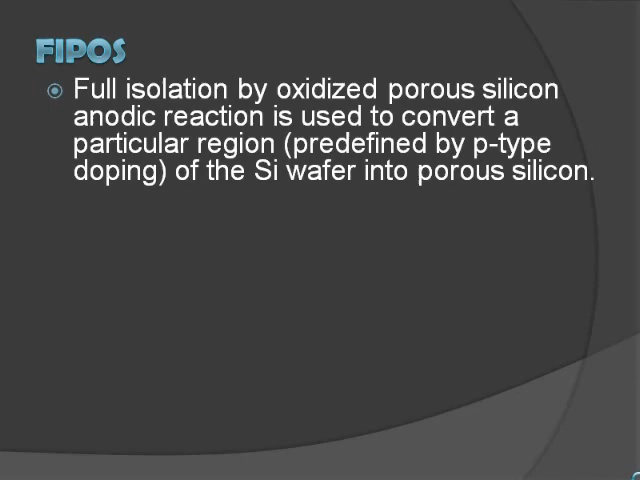 FIPOS
Full isolation by oxidized porous silicon
anodic reaction is used to convert a
particular region (predefined by p-type
doping) of the Si wafer into porous silicon.